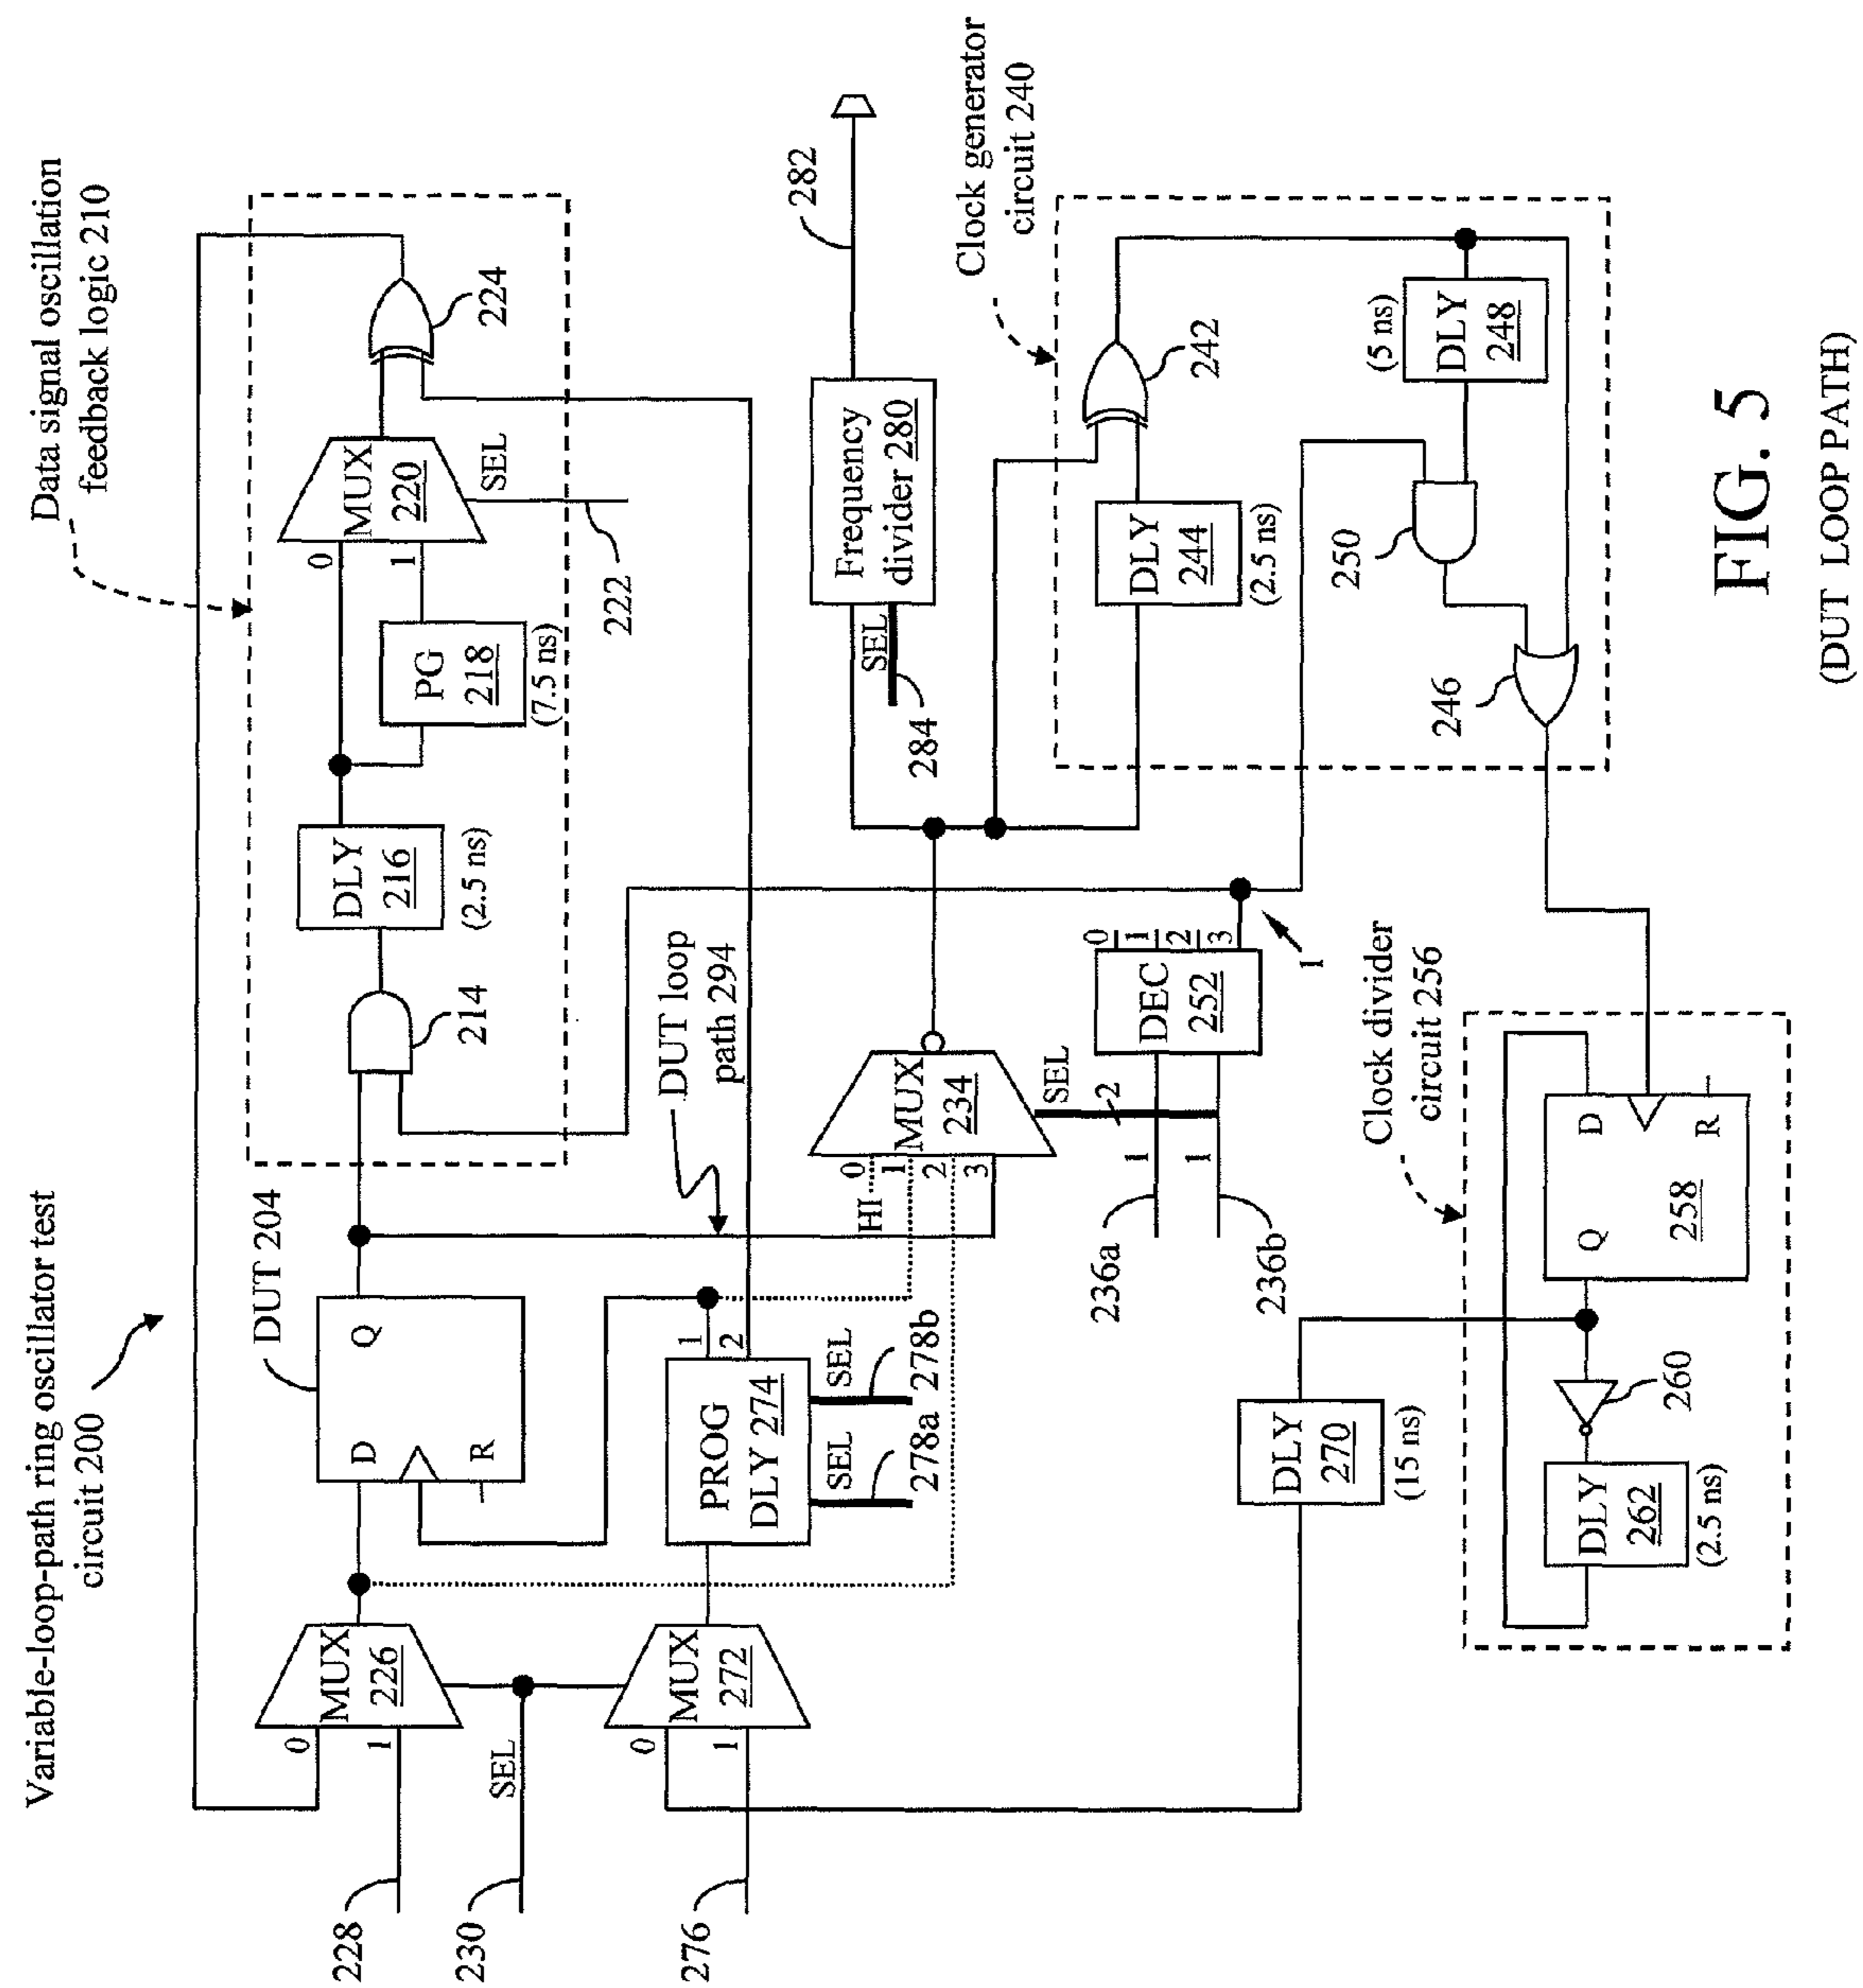 Variable-loop-path ring oscillator test
circuit 200
Data signal oscillation
feedback logic 210
DUT 204
D
Q
R
214
DLY
216
(2.5 ns)
PG
218
(7.5 ns)
0
1
MUX
220
SEL
222
224
0
1
MUX
226
228
SEL
230
0
1
MUX
272
276
PROG
DLY 274
1
2
SEL
278a
SEL
278b
DUT loop
path 294
HI
0
1
2
3
MUX
234
SEL
2
236a
1
236b
1
DEC
252
0
1
2
3
1
Frequency
divider 280
SEL
284
282
Clock generator
circuit 240
242
DLY
244
(2.5 ns)
(5 ns)
DLY
248
250
246
DLY
270
(15 ns)
Clock divider
circuit 256
Q
D
R
258
260
DLY
262
(2.5 ns)
FIG. 5
(DUT LOOP PATH)